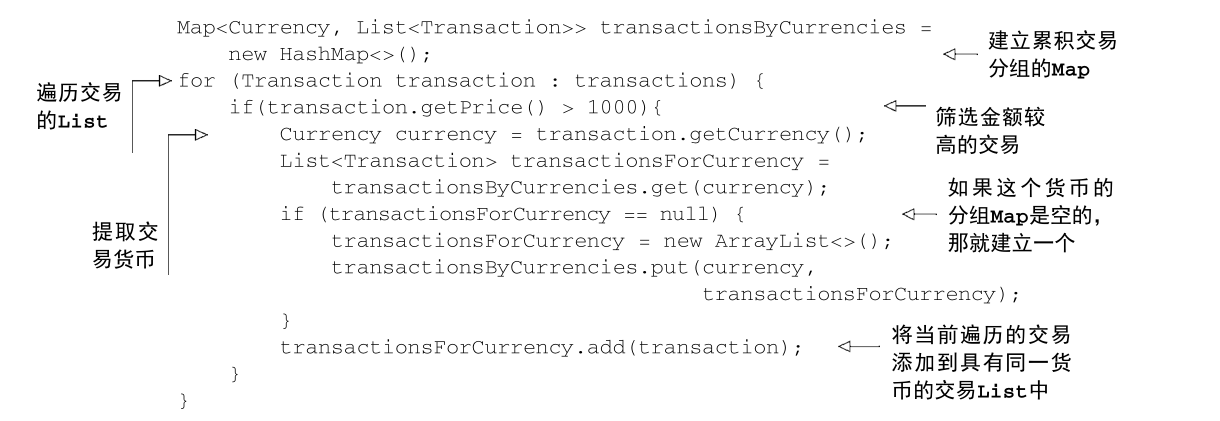 Map<Currency, List<Transaction>> transactionsByCurrencies =
new HashMap<>();
建立累积交易
分组的Map
for (Transaction transaction : transactions) {
遍历交易
的List
if(transaction.getPrice() > 1000){
筛选金额较
高的交易
Currency currency = transaction.getCurrency();
提取交
易货币
List<Transaction> transactionsForCurrency =
transactionsByCurrencies.get(currency);
if (transactionsForCurrency == null) {
如果这个货币的
分组Map是空的，
那就建立一个
transactionsForCurrency = new ArrayList<>();
transactionsByCurrencies.put(currency,
transactionsForCurrency);
}
transactionsForCurrency.add(transaction);
将当前遍历的交易
添加到具有同一货
币的交易List中
}
}